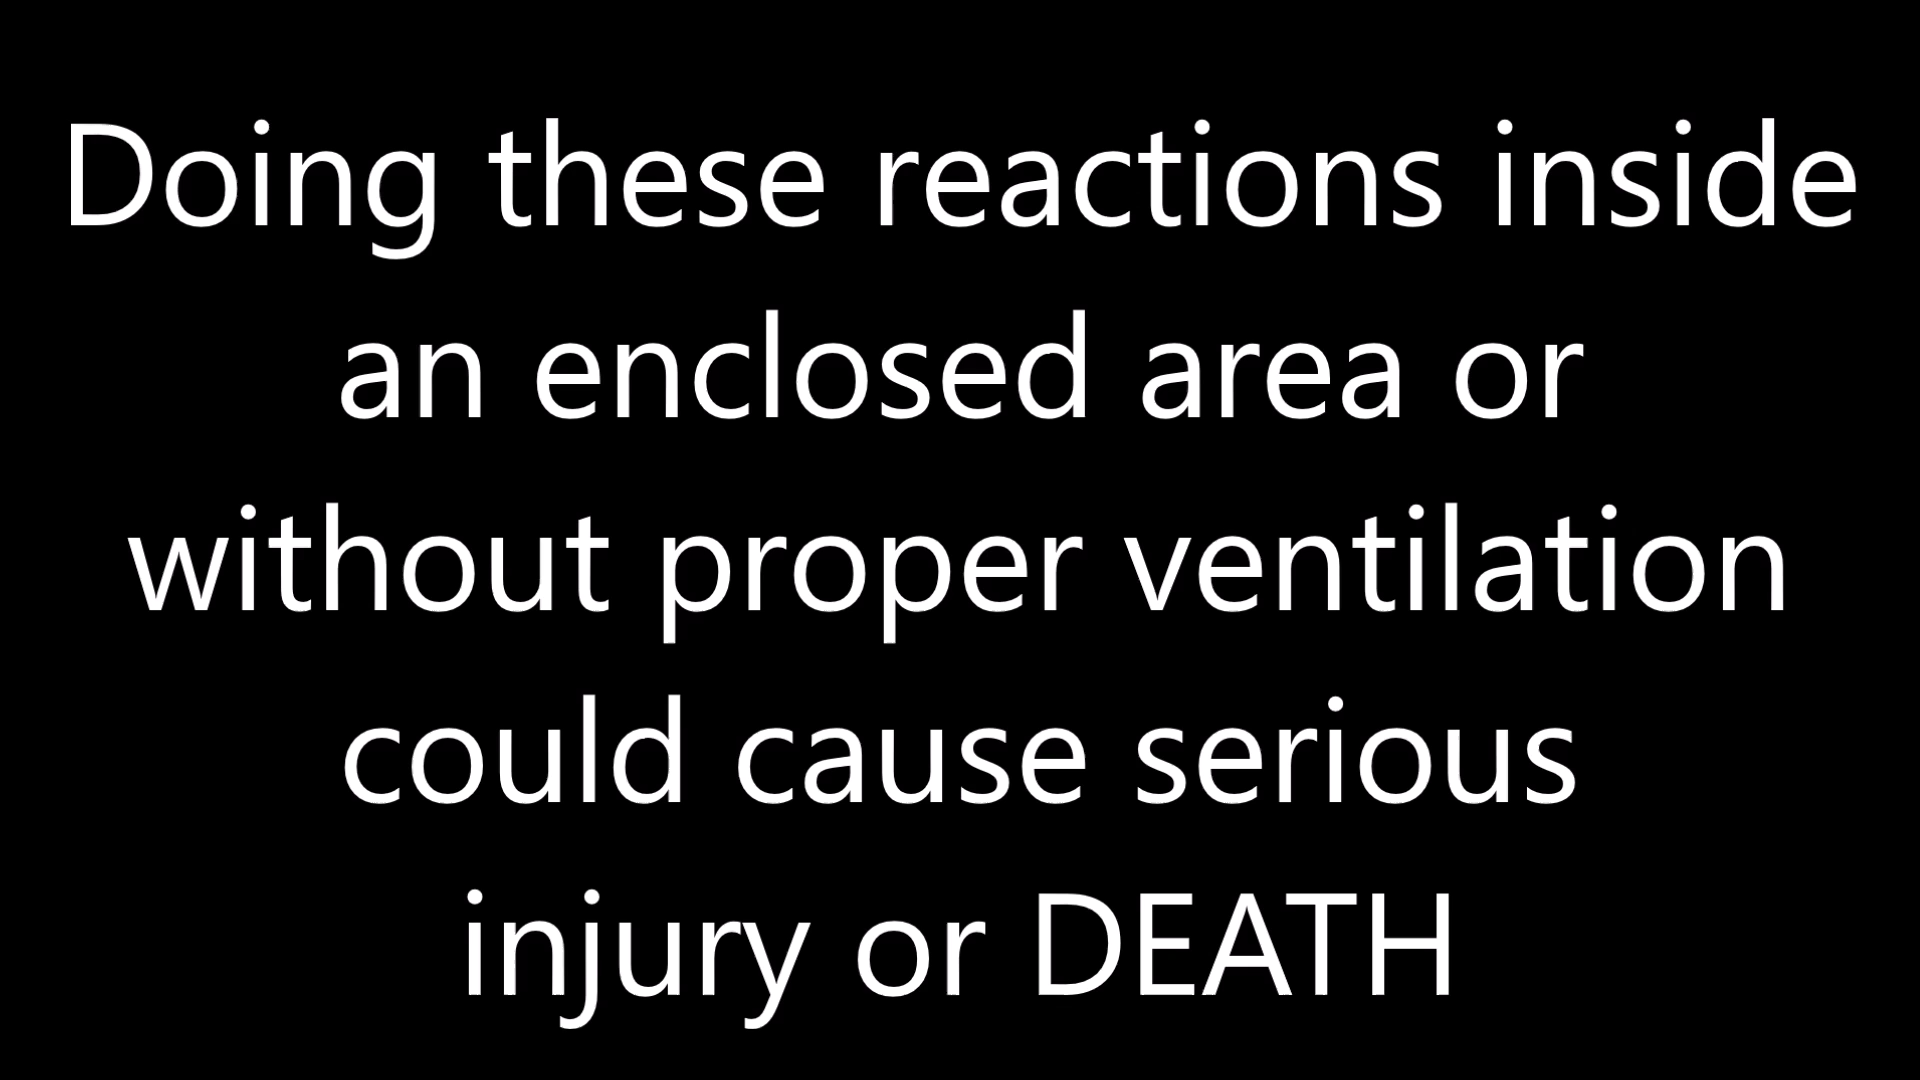 Doing these reactions inside
an enclosed area or
without proper ventilation
could cause serious
injury or DEATH